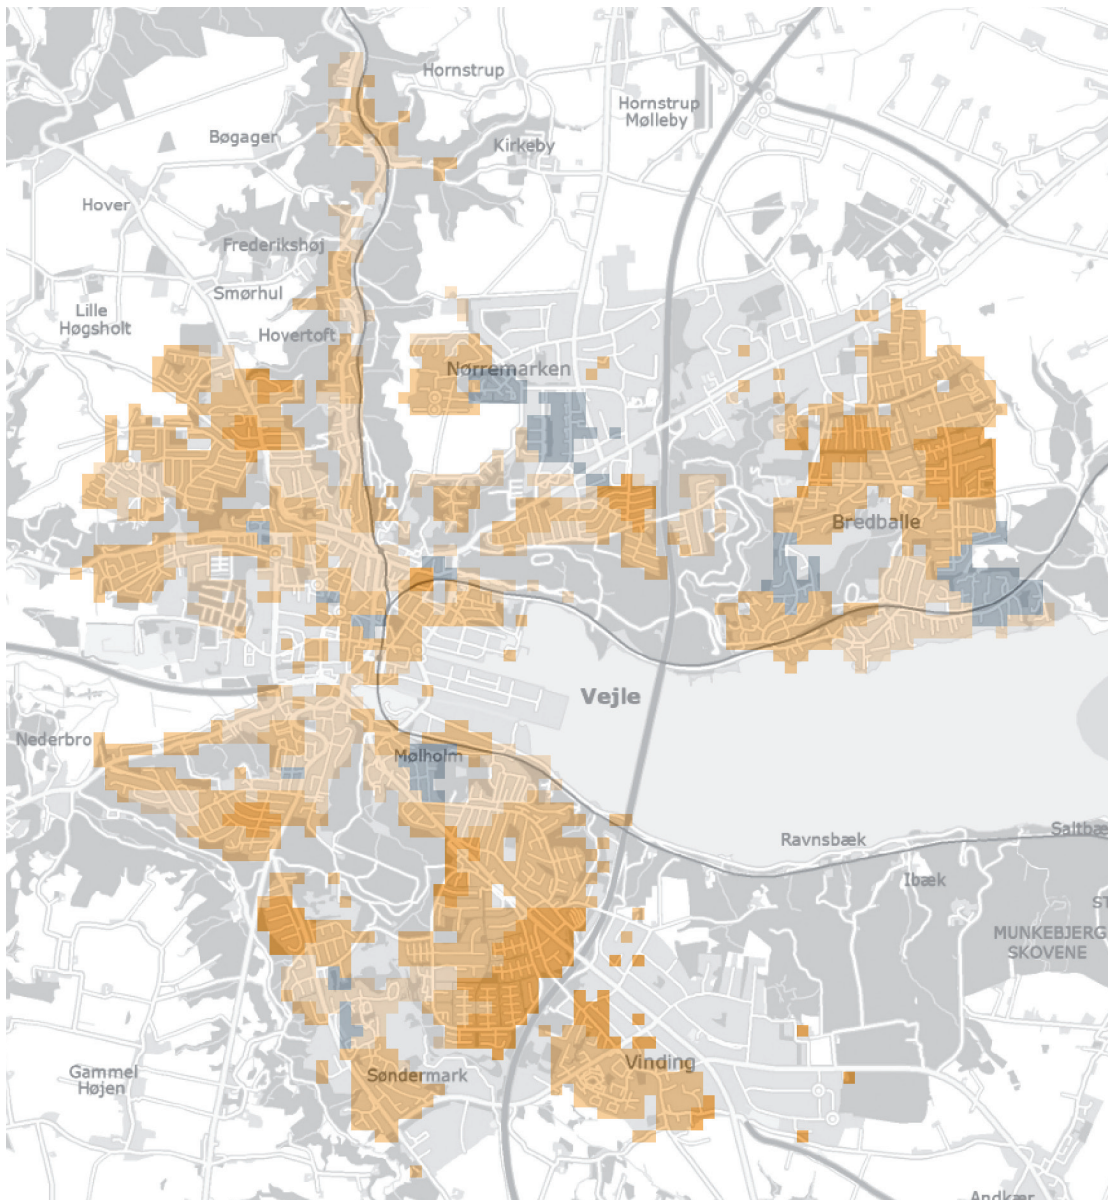 Hornstrup
Hornstrup
Mølleby
Bøgager
Kirkeby
Hover
Frederikshøj
Smørhul
Lille
Høgsholt
Hovertoft
Nørremarken
Bredballe
Vejle
Nederbro
Mølholm
Ravnsbæk
Saltbæ
Ibæk
ST
MUNKEBJERG
SKOVENE
Gammel
Højen
Søndermark
Vinding
Andkær